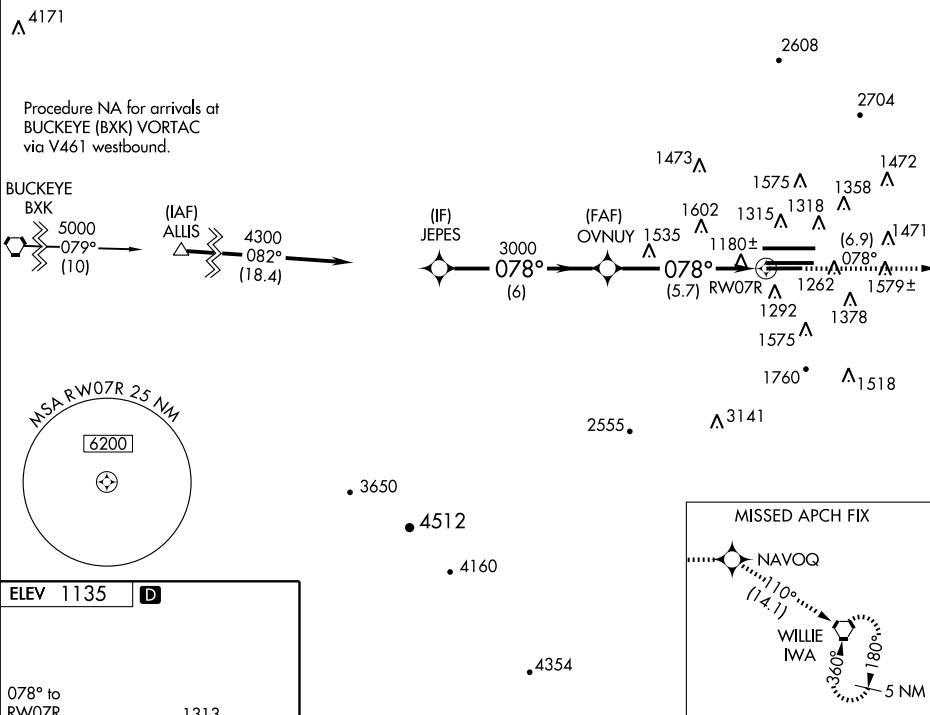 4171
2608
Procedure NA for arrivals at
BUCKEYE (BXK) VORTAC
via V461 westbound.
2704
1473
1575
1472
1358
BUCKEYE
BXK
5000
079°
(10)
(IAF)
ALLIS
4300
082°
(18.4)
(IF)
JEPES
3000
078°
(6)
(FAF)
OVNUY
1535
1602
1315
1318
1180±
(6.9)
078°
1471
078°
(5.7)
RW07R
1262
1579±
1292
1378
1575
1760
1518
MSA RW07R 25 NM
6200
2555
3141
3650
4512
4160
4354
MISSED APCH FIX
NAVOQ
110°
(14.1)
WILLIE
IWA
360°
180°
5 NM
ELEV 1135 D
078° to
RW07R
1313